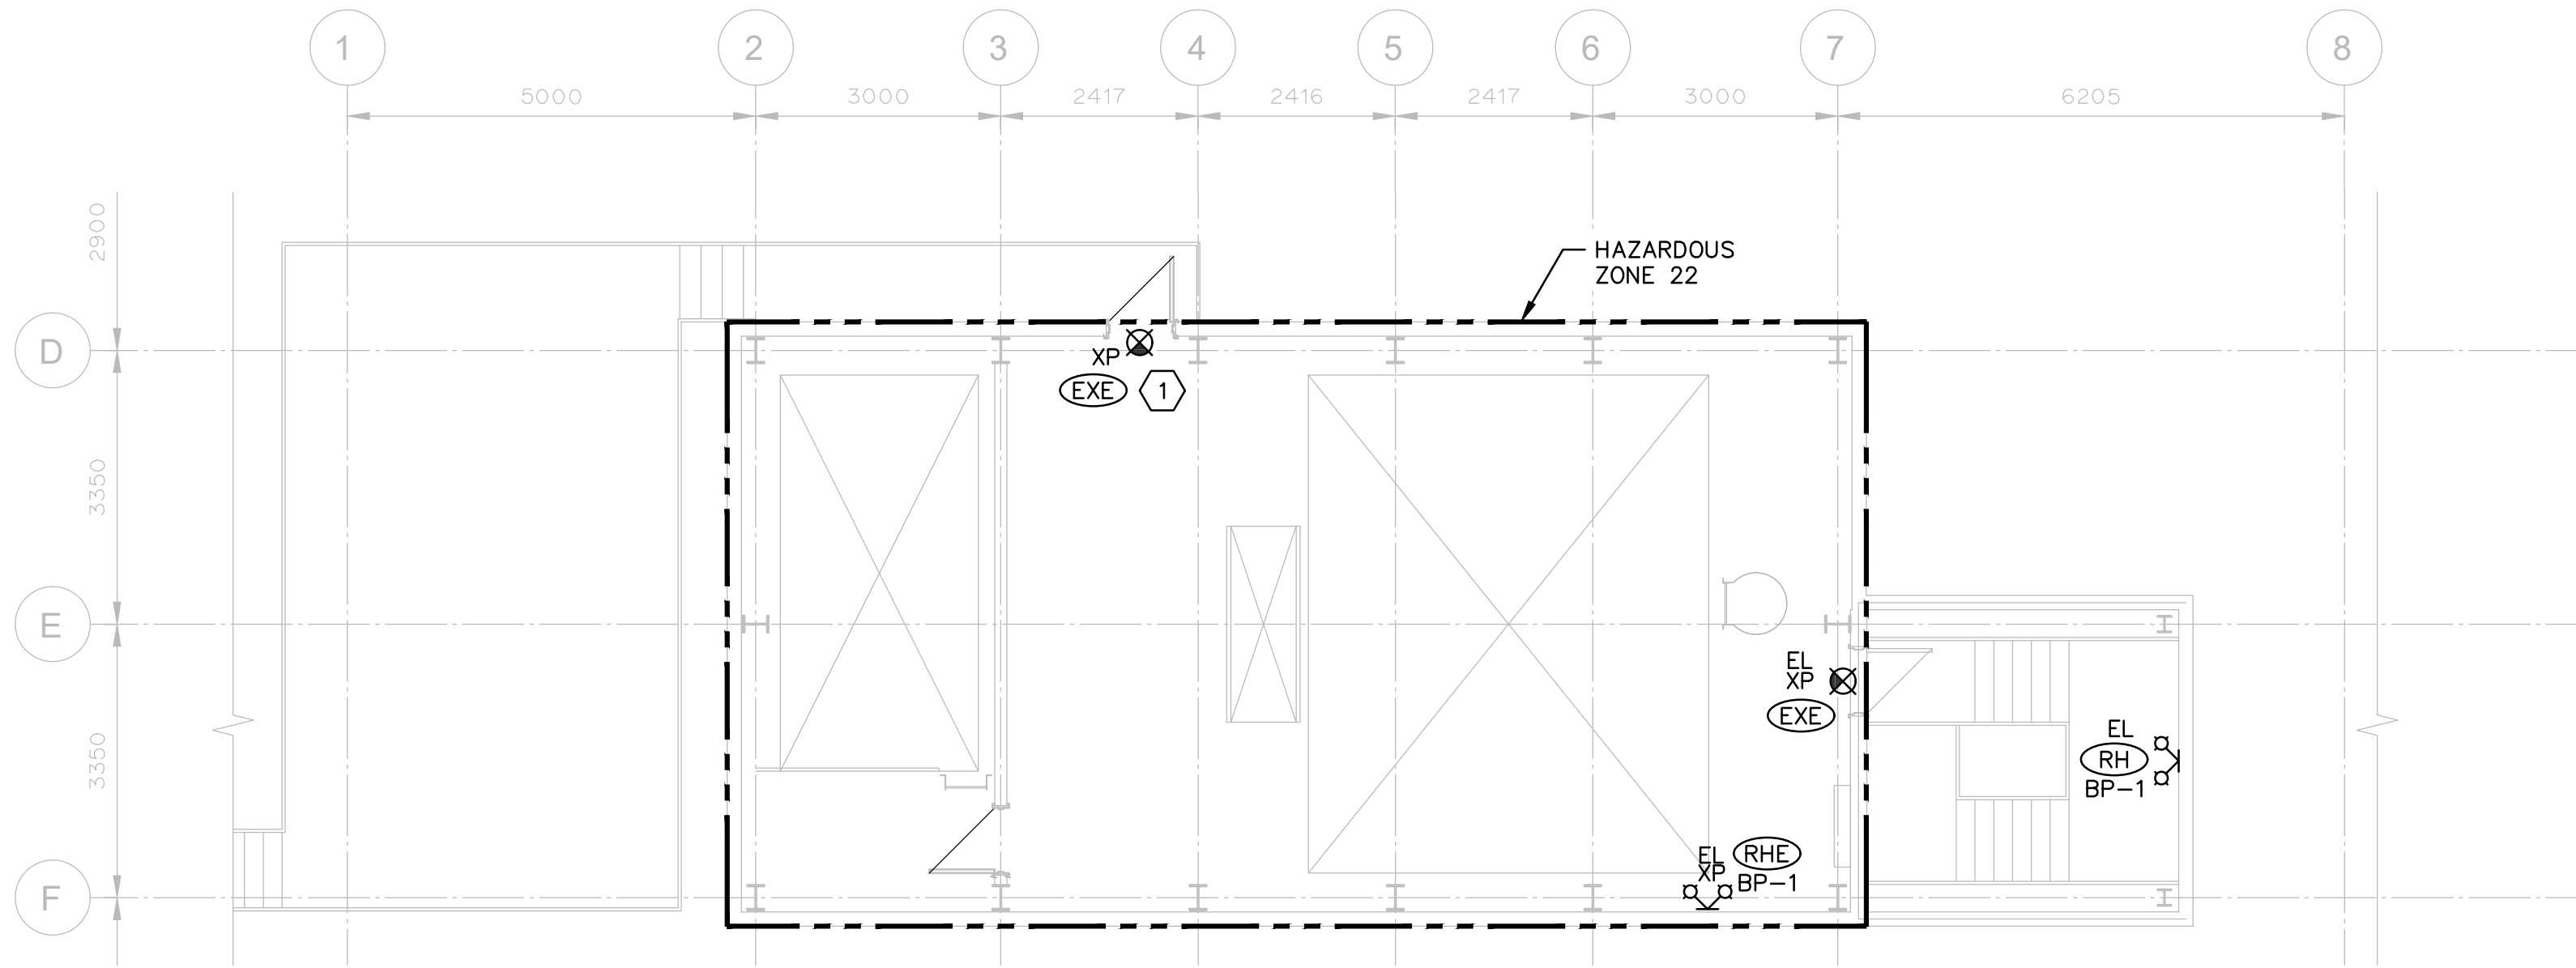 1 2 3 4 5 6 7 8
5000 3000 2417 2416 2417 3000 6205
2900
HAZARDOUS
ZONE 22
D
XP
EXE 1
3350
E
EL
XP
EXE
EL
RH
BP-1
3350
EL RHE
XP BP-1
F